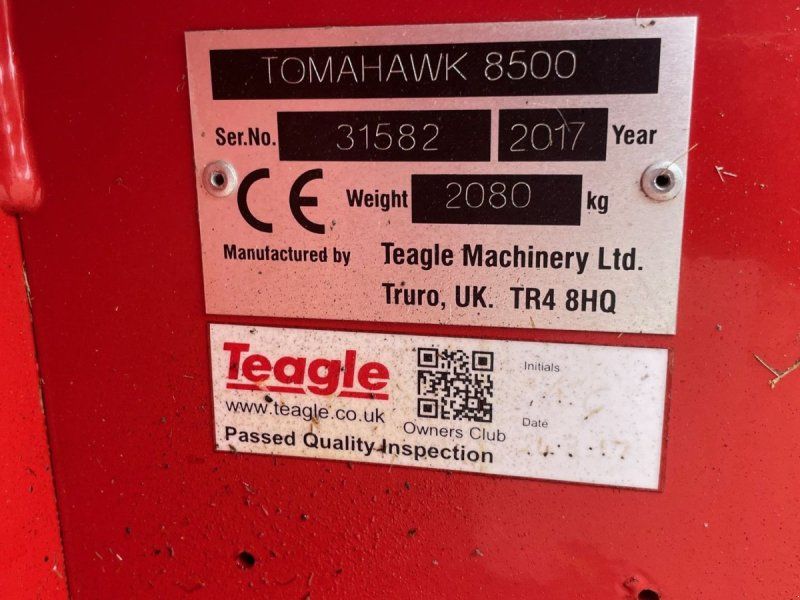 TOMAHAWK 8500
Ser.No. 31582 2017 Year
CE Weight 2080 kg
Manufactured by Teagle Machinery Ltd.
Truro, UK. TR4 8HQ
Teagle
www.teagle.co.uk
Owners Club
Passed Quality Inspection
Initials
Date